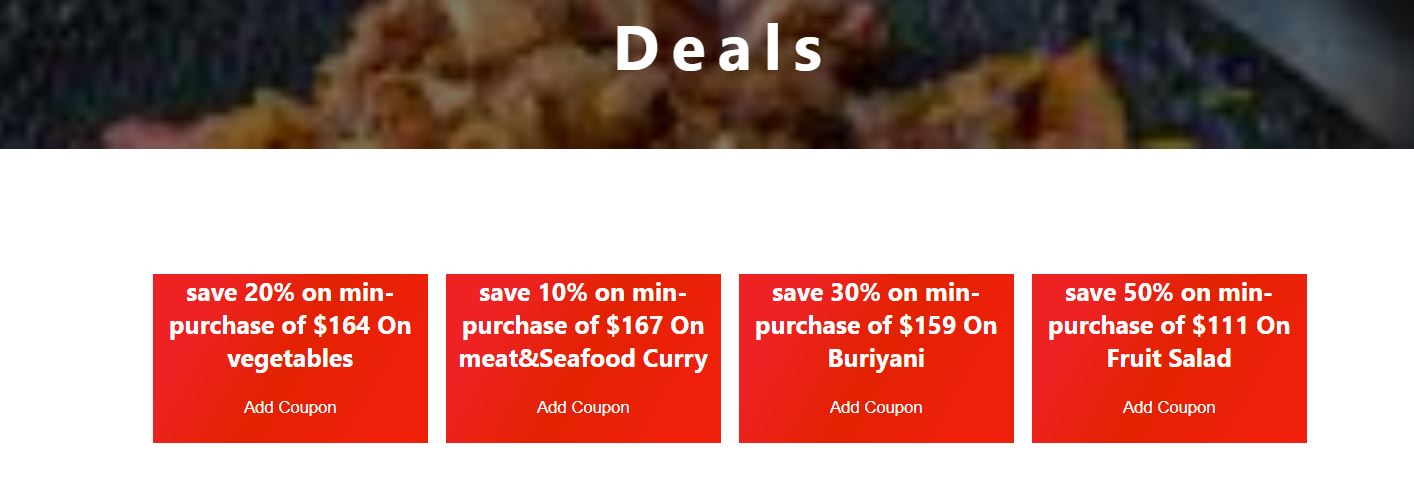 Deals
save 20% on min-
purchase of $164 On
vegetables
Add Coupon
save 10% on min-
purchase of $167 On
meat&Seafood Curry
Add Coupon
save 30% on min-
purchase of $159 On
Buriyani
Add Coupon
save 50% on min-
purchase of $111 On
Fruit Salad
Add Coupon